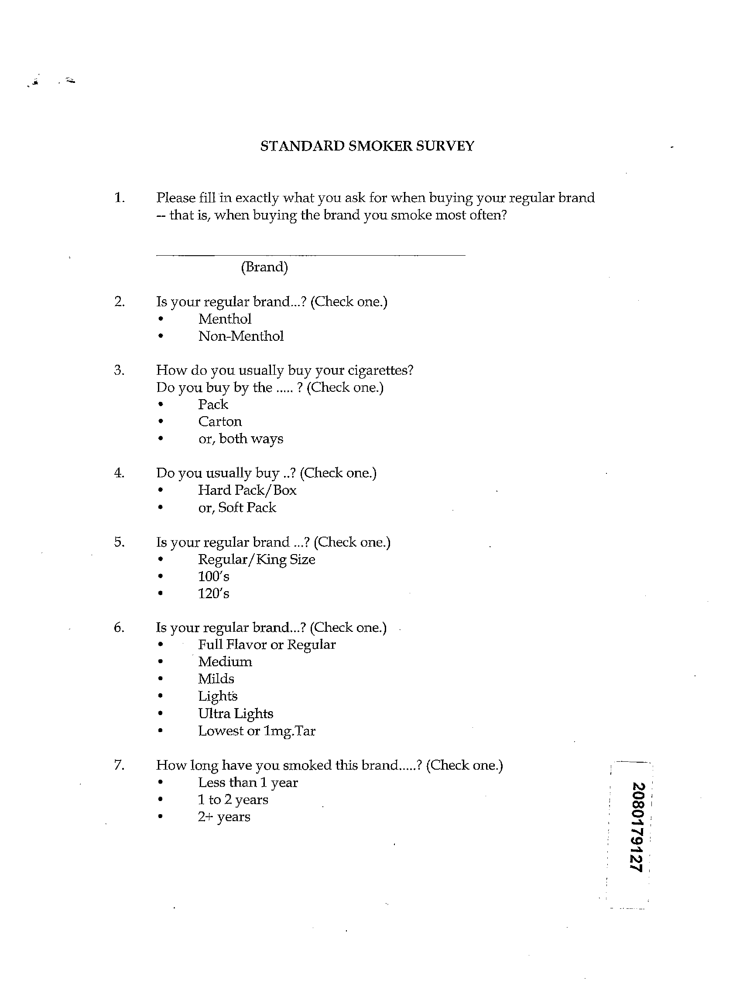 STANDARD SMOKER SURVEY
1. Please fill in exactly what you ask for when buying your regular brand
-- that is, when buying the brand you smoke most often?
(Brand)
2. Is your regular brand...? (Check one.)
• Menthol
• Non-Menthol
3. How do you usually buy your cigarettes?
Do you buy by the ..... ? (Check one.)
• Pack
• Carton
• or, both ways
4. Do you usually buy ..? (Check one.)
• Hard Pack/Box
• or, Soft Pack
5. Is your regular brand ...? (Check one.)
• Regular/King Size
• 100's
• 120's
6. Is your regular brand...? (Check one.)
• Full Flavor or Regular
• Medium
• Milds
• Lights
• Ultra Lights
• Lowest or 1mg.Tar
7. How long have you smoked this brand.....? (Check one.)
• Less than 1 year
• 1 to 2 years
• 2+ years
2080179127